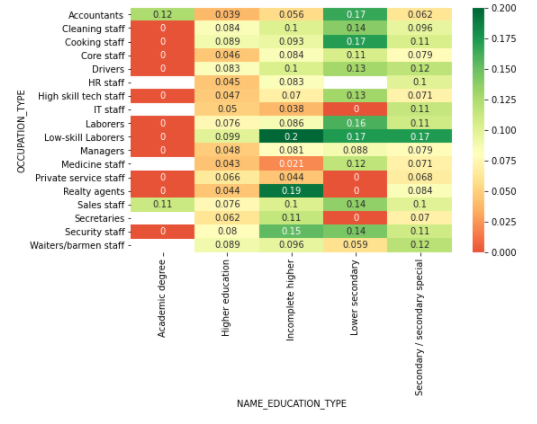 OCCUPATION_TYPE
Accountants 0.12 0.039 0.056 0.17 0.062
Cleaning staff 0 0.084 0.1 0.14 0.096
Cooking staff 0 0.089 0.093 0.17 0.11
Core staff 0 0.046 0.084 0.11 0.079
Drivers 0 0.083 0.1 0.13 0.12
HR staff 0.045 0.083 0.1
High skill tech staff 0 0.047 0.07 0.13 0.071
IT staff 0.05 0.038 0 0.11
Laborers 0 0.076 0.086 0.16 0.11
Low-skill Laborers 0 0.099 0.2 0.17 0.17
Managers 0 0.048 0.081 0.088 0.079
Medicine staff 0.043 0.021 0.12 0.071
Private service staff 0 0.066 0.044 0 0.068
Realty agents 0 0.044 0.19 0 0.084
Sales staff 0.11 0.076 0.1 0.14 0.1
Secretaries 0.062 0.11 0 0.07
Security staff 0 0.08 0.15 0.14 0.11
Waiters/barmen staff 0.089 0.096 0.059 0.12
Academic degree
Higher education
Incomplete higher
Lower secondary
Secondary / secondary special
NAME_EDUCATION_TYPE
0.200
0.175
0.150
0.125
0.100
0.075
0.050
0.025
0.000